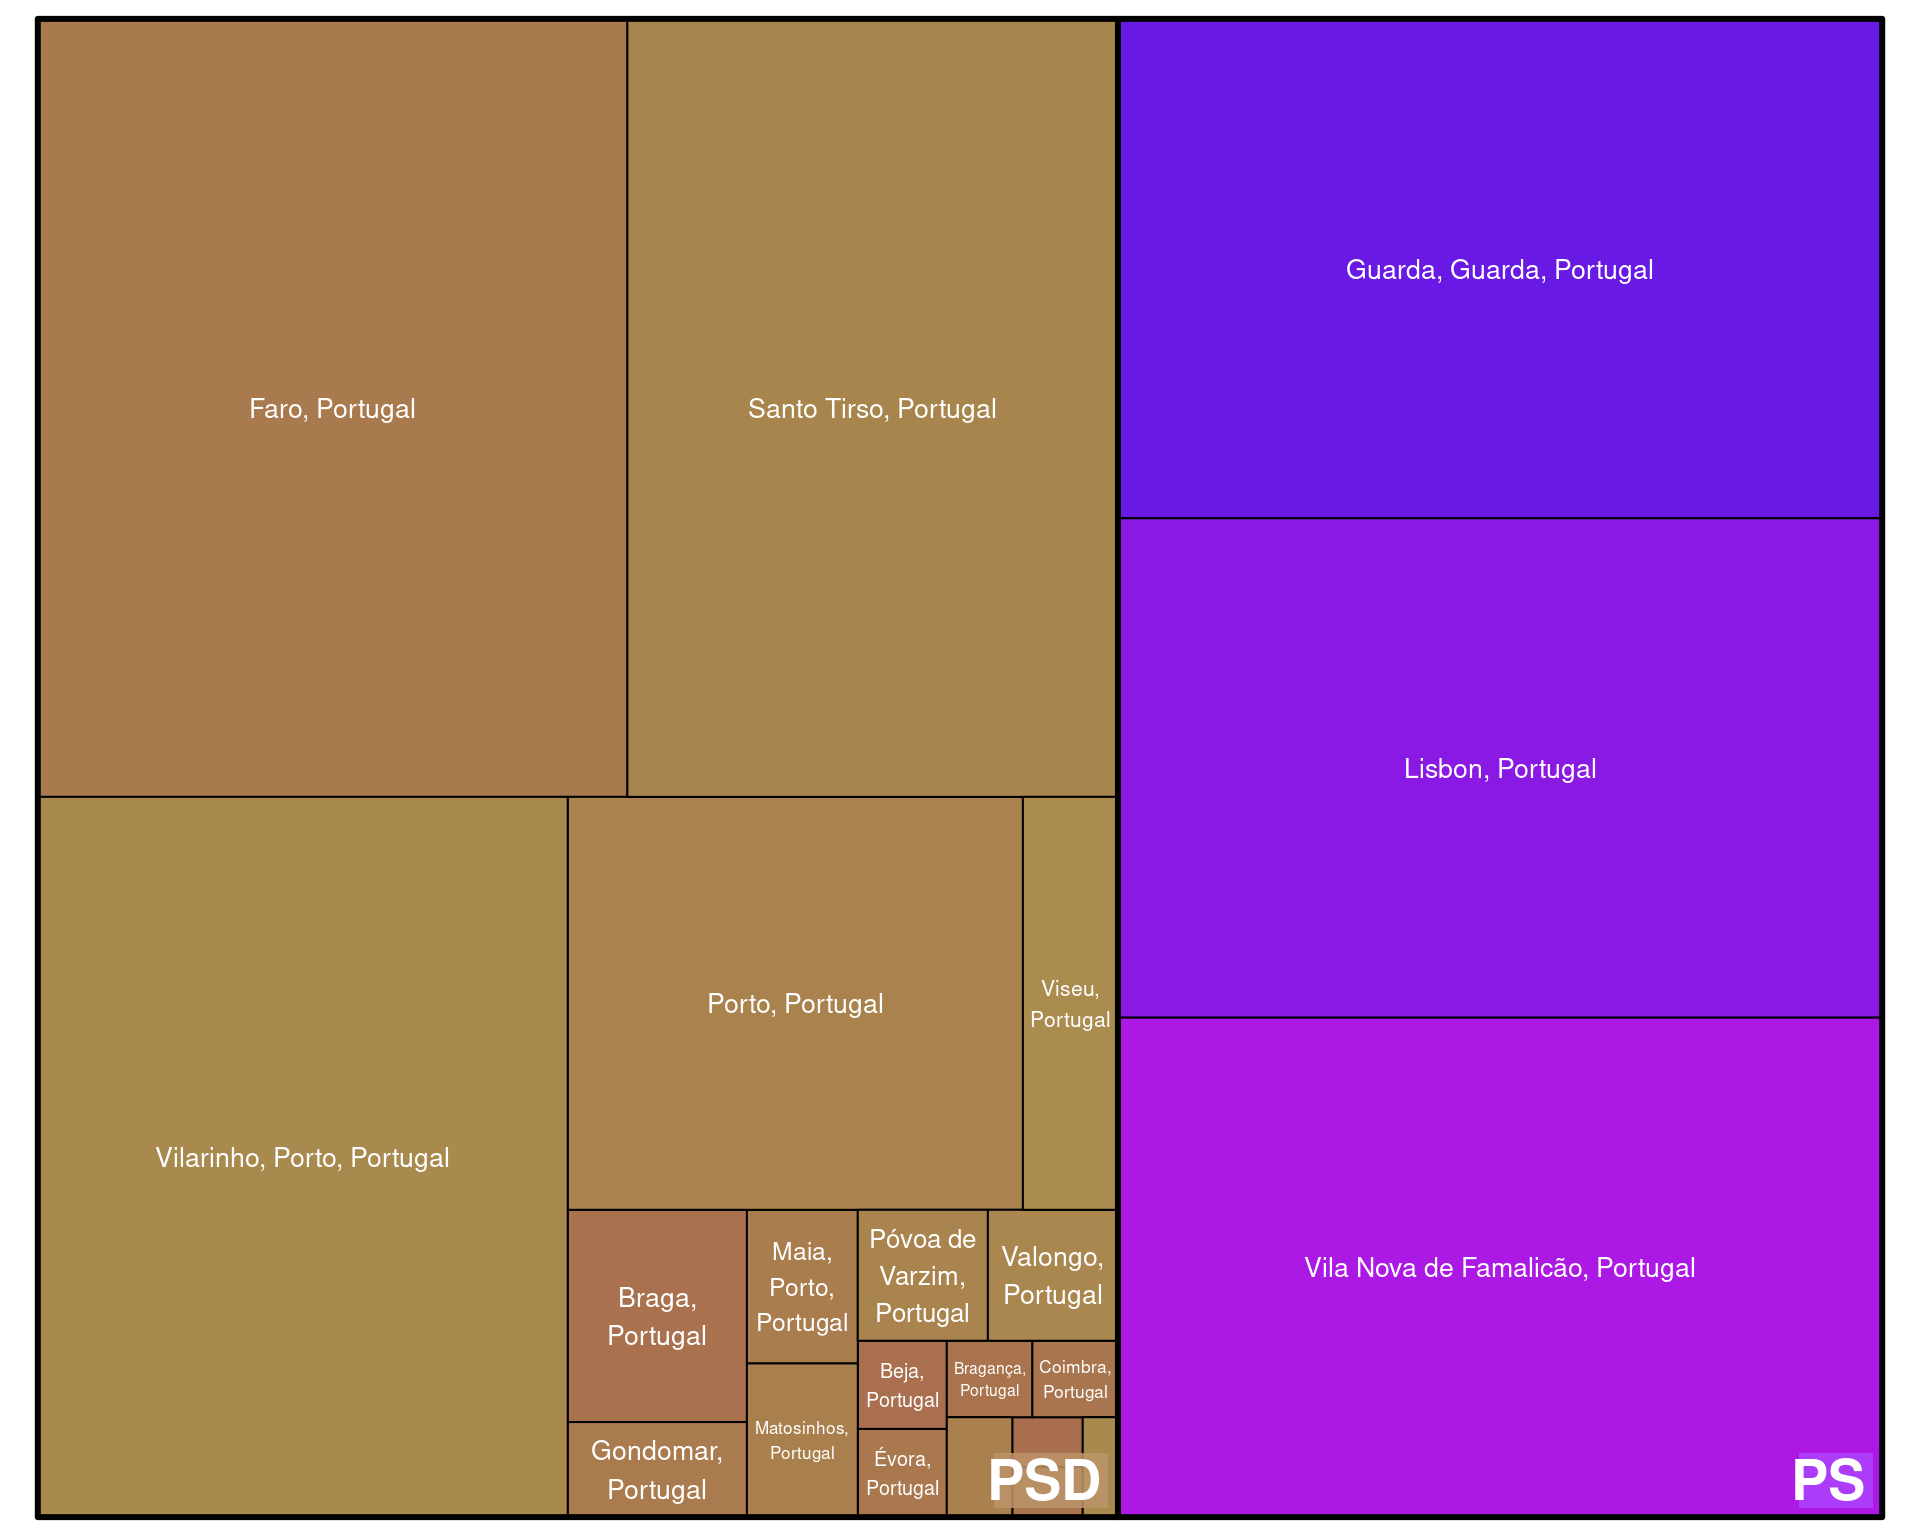 Faro, Portugal
Santo Tirso, Portugal
Guarda, Guarda, Portugal
Lisbon, Portugal
Vilarinho, Porto, Portugal
Porto, Portugal
Viseu,
Portugal
Vila Nova de Famalicão, Portugal
Braga,
Portugal
Maia,
Porto,
Portugal
Póvoa de
Varzim,
Portugal
Valongo,
Portugal
Beja,
Portugal
Bragança,
Portugal
Coimbra,
Portugal
Gondomar,
Portugal
Matosinhos,
Portugal
Évora,
Portugal
PSD
PS